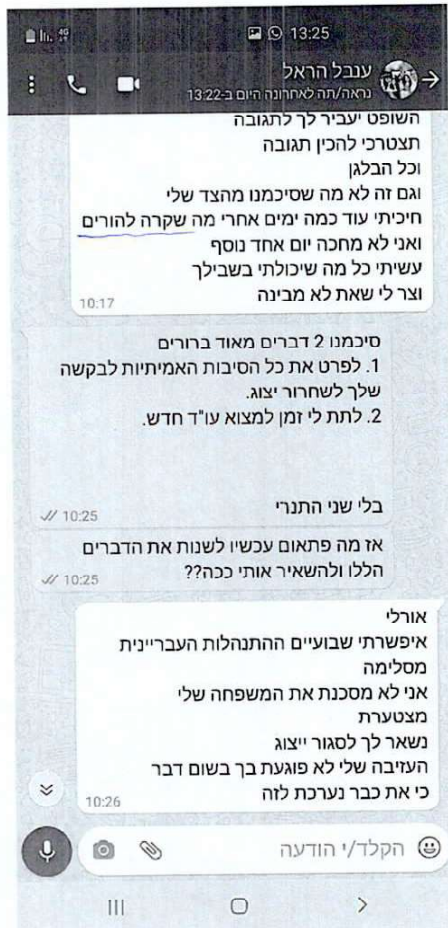 4G 13:25
ענבל הראל
נראה/תה לאחרונה היום ב-13:22
השופט יעביר לך לתגובה
תצטרכי להכין תגובה
וכל הבלגן
וגם זה לא מה שסיכמנו מהצד שלי
חיכיתי עוד כמה ימים אחרי מה שקרה להורים
ואני לא מחכה יום אחד נוסף
עשיתי כל מה שיכולתי בשבילך
וצר לי שאת לא מבינה
10:17
סיכמנו 2 דברים מאוד ברורים
1. לפרט את כל הסיבות האמיתיות לבקשה
שלך לשחרור יצוג.
2. לתת לי זמן למצוא עו"ד חדש.
בלי שני התנרי
10:25
אז מה פתאום עכשיו לשנות את הדברים
הללו ולהשאיר אותי ככה??
10:25
אורלי
איפשרתי שבועיים ההתנהלות העבריינית
מסלימה
אני לא מסכנת את המשפחה שלי
מצטערת
נשאר לך לסגור ייצוג
העזיבה שלי לא פוגעת בך בשום דבר
כי את כבר נערכת לזה
10:26
הקלד/י הודעה